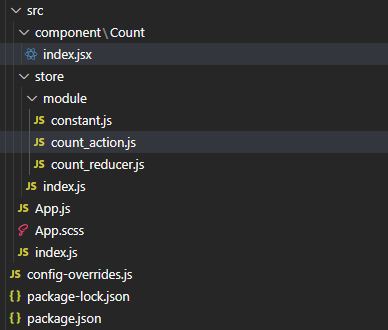 src
component\Count
index.jsx
store
module
JS constant.js
JS count_action.js
JS count_reducer.js
JS index.js
JS App.js
App.scss
JS index.js
JS config-overrides.js
{} package-lock.json
{} package.json